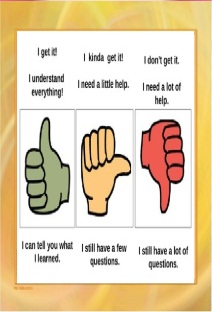 I get it!
I understand
everything!
I kinda get it!
I need a little help.
I don't get it.
I need a lot of
help.
I can tell you what
I learned.
I still have a few
questions.
I still have a lot of
questions.